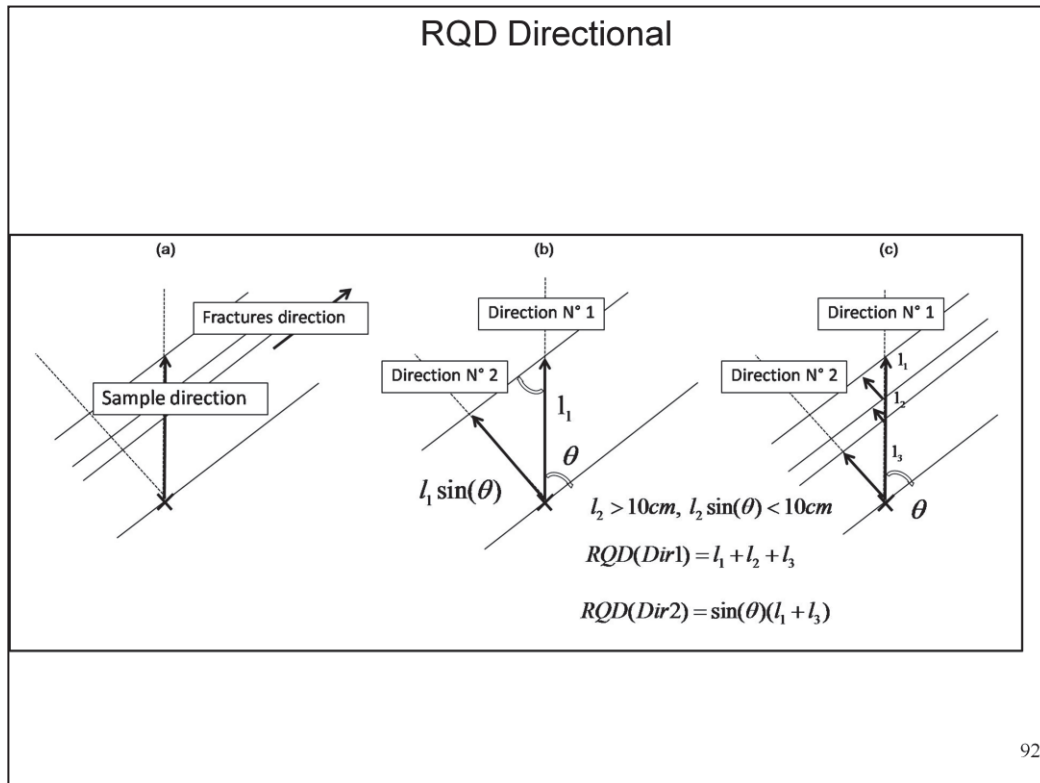 RQD Directional
(a)
Fractures direction
Sample direction
(b)
Direction N° 1
Direction N° 2
l₁
θ
l₁ sin(θ)
(c)
Direction N° 1
Direction N° 2
l₁
l₂
l₃
θ
l₂ > 10cm, l₂ sin(θ) < 10cm
RQD(Dir1) = l₁ + l₂ + l₃
RQD(Dir2) = sin(θ)(l₁ + l₃)
92